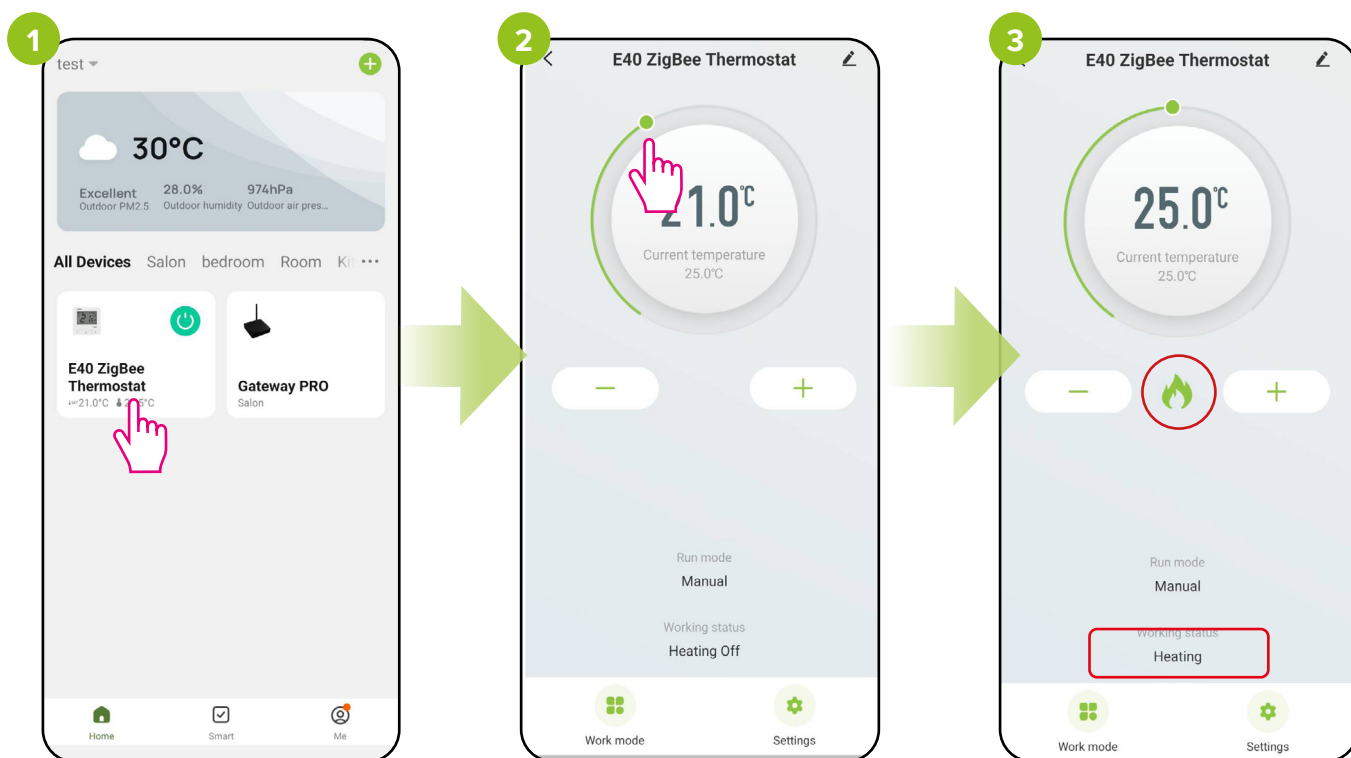 1
test
30°C
Excellent 28.0% 974hPa
Outdoor PM2.5 Outdoor humidity Outdoor air pres...
All Devices Salon bedroom Room ...
E40 ZigBee
Thermostat
21.0°C
Gateway PRO
Salon
Home Smart Me
2
E40 ZigBee Thermostat
21.0°C
Current temperature
25.0°C
− +
Run mode
Manual
Working status
Heating Off
Work mode Settings
3
E40 ZigBee Thermostat
25.0°C
Current temperature
25.0°C
− +
Run mode
Manual
Working status
Heating
Work mode Settings